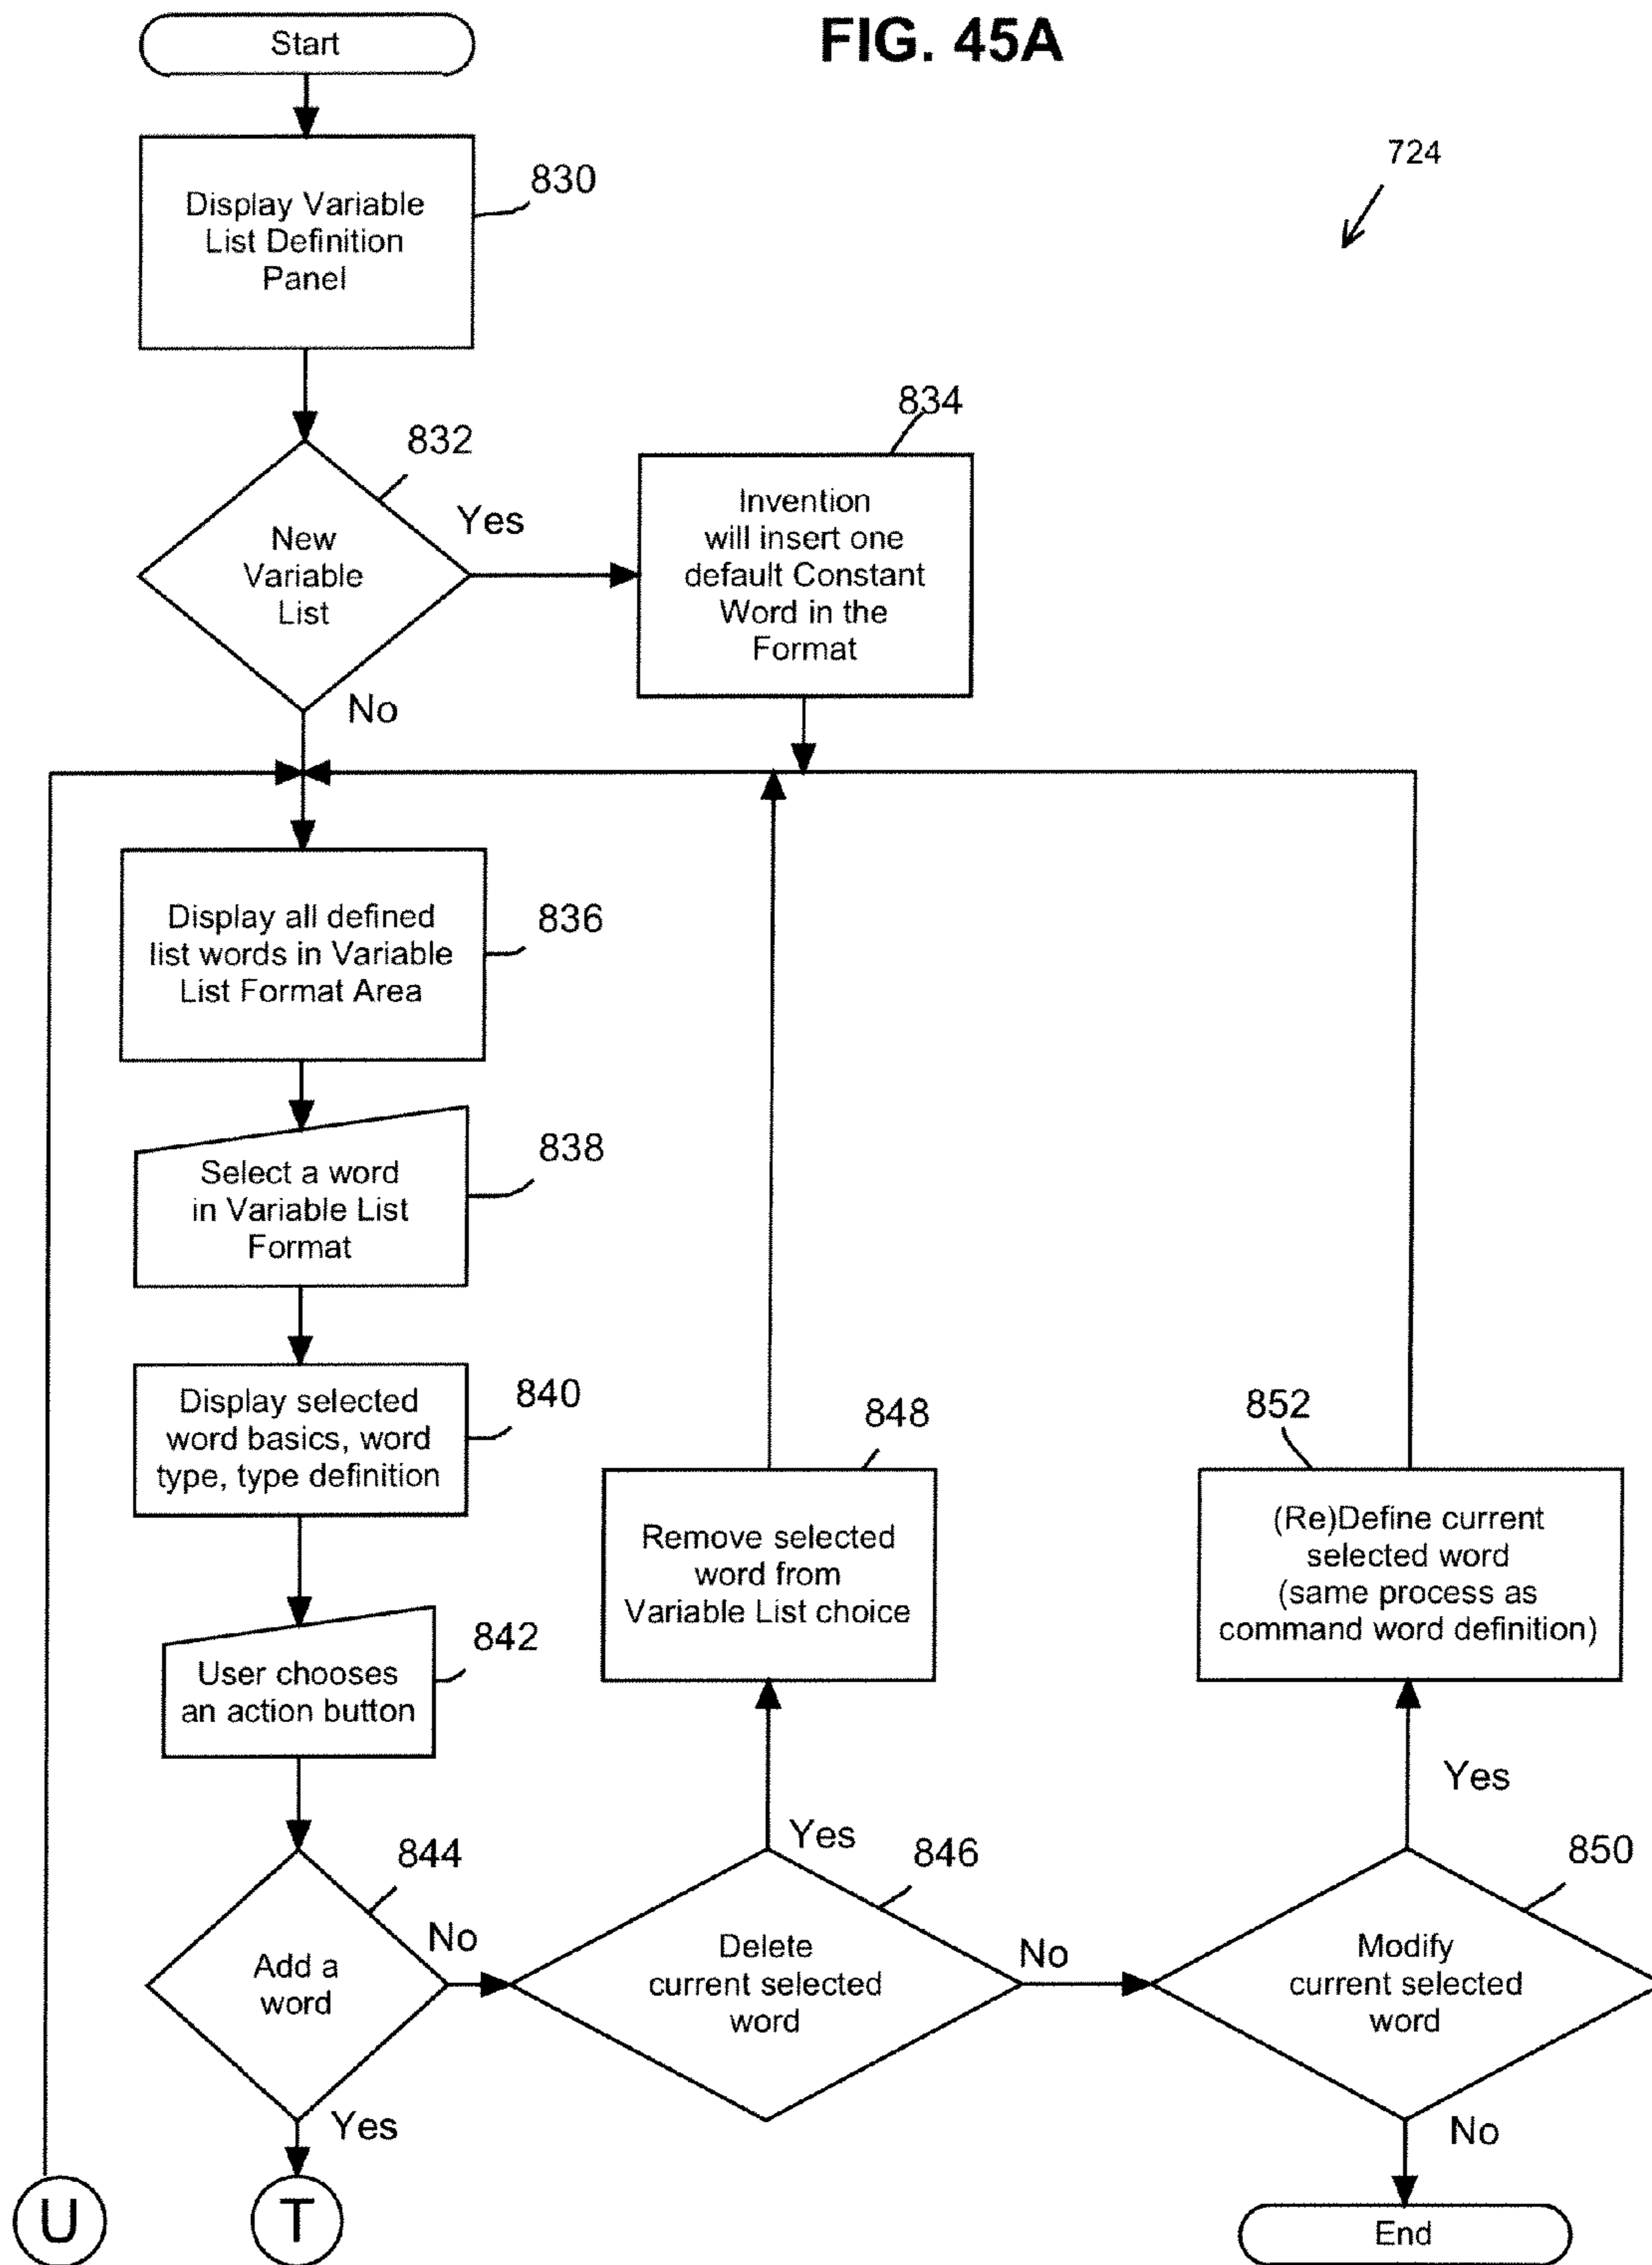 FIG. 45A
Start
724
Display Variable
List Definition
Panel
830
832
New
Variable
List
Yes
No
834
Invention
will insert one
default Constant
Word in the
Format
Display all defined
list words in Variable
List Format Area
836
Select a word
in Variable List
Format
838
Display selected
word basics, word
type, type definition
840
User chooses
an action button
842
848
Remove selected
word from
Variable List choice
852
(Re)Define current
selected word
(same process as
command word definition)
844
Add a
word
No
Yes
846
Delete
current selected
word
Yes
No
850
Modify
current selected
word
Yes
No
U
T
End